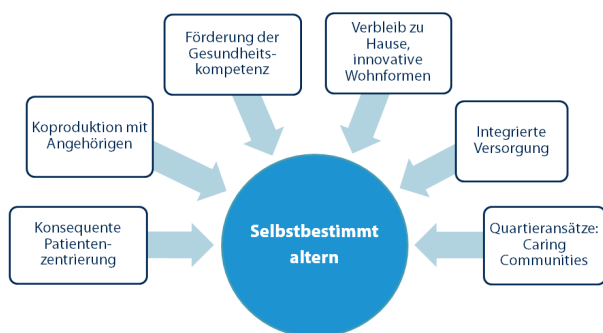 Förderung der
Gesundheits-
kompetenz
Verbleib zu
Hause,
innovative
Wohnformen
Koproduktion mit
Angehörigen
Integrierte
Versorgung
Konsequente
Patienten-
zentrierung
Selbstbestimmt
altern
Quartieransätze:
Caring
Communities